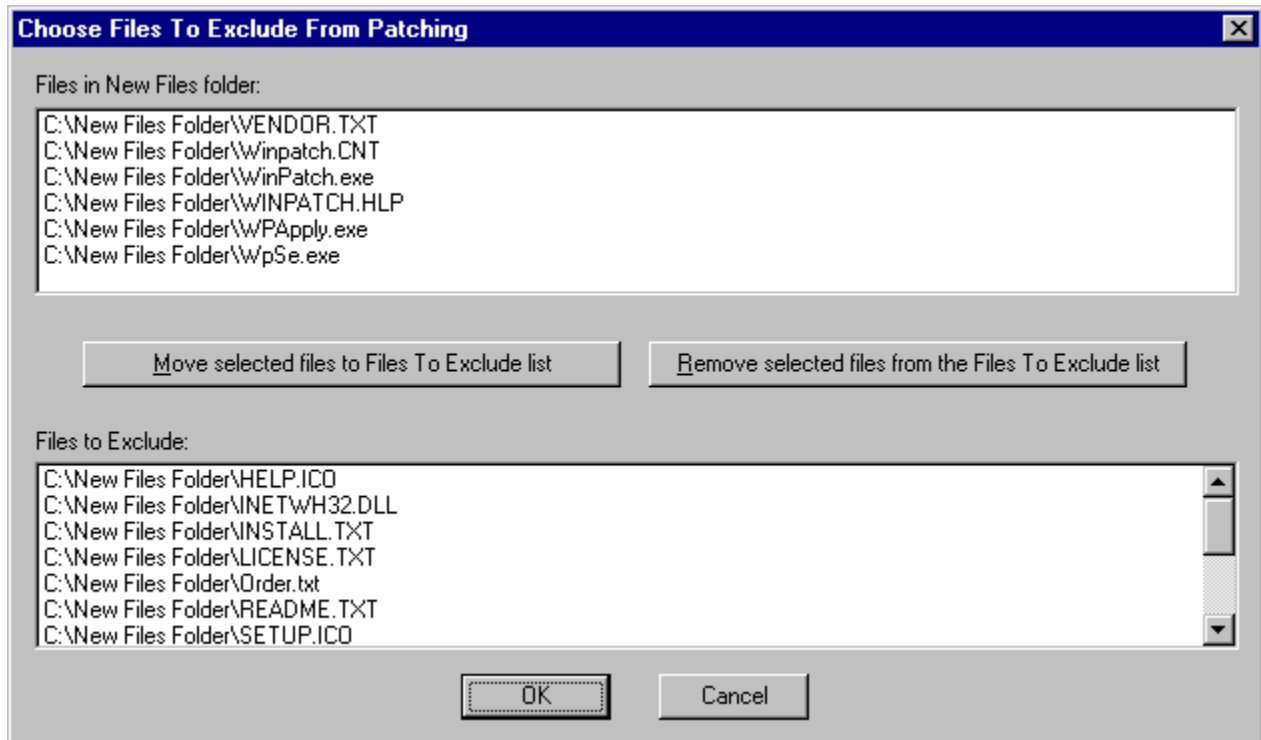 Choose Files To Exclude From Patching
Files in New Files folder:
C:\New Files Folder\VENDOR.TXT
C:\New Files Folder\Winpatch.CNT
C:\New Files Folder\WinPatch.exe
C:\New Files Folder\WINPATCH.HLP
C:\New Files Folder\WPApply.exe
C:\New Files Folder\WpSe.exe
Move selected files to Files To Exclude list
Remove selected files from the Files To Exclude list
Files to Exclude:
C:\New Files Folder\HELP.ICO
C:\New Files Folder\INETWH32.DLL
C:\New Files Folder\INSTALL.TXT
C:\New Files Folder\LICENSE.TXT
C:\New Files Folder\Order.txt
C:\New Files Folder\README.TXT
C:\New Files Folder\SETUP.ICO
OK
Cancel